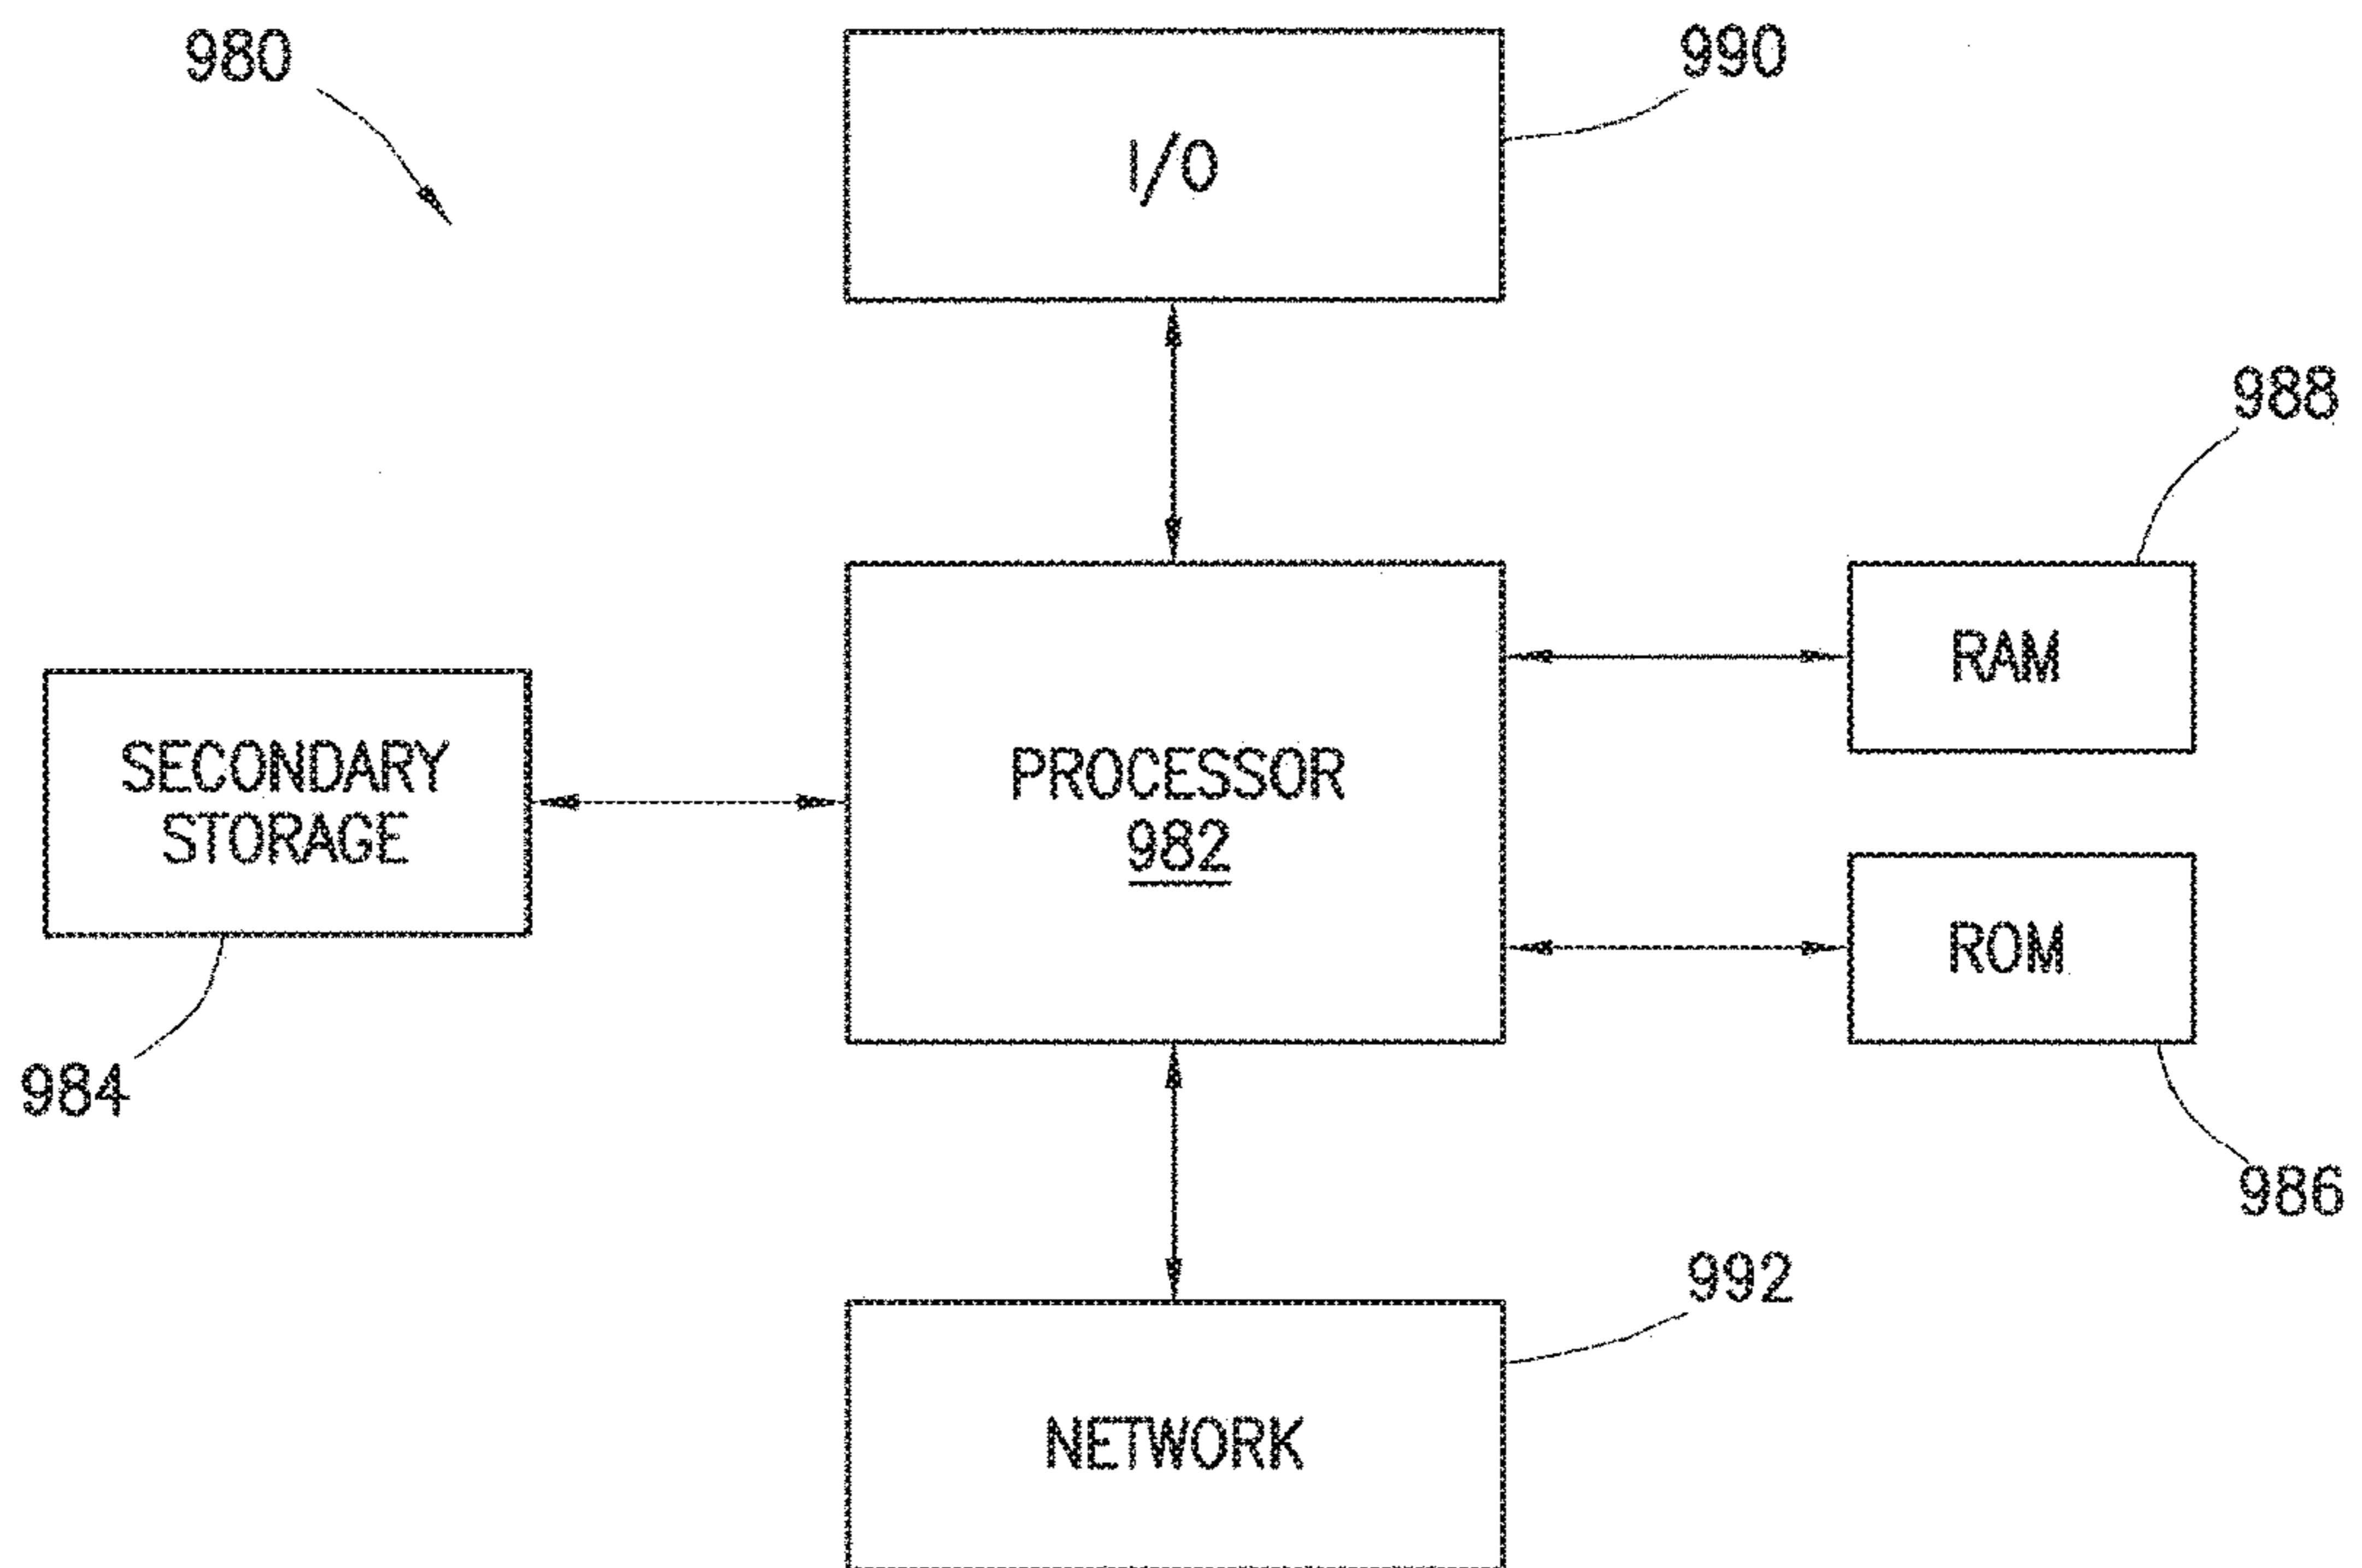 980
990
I/O
988
RAM
SECONDARY
STORAGE
PROCESSOR
982
ROM
984
986
992
NETWORK